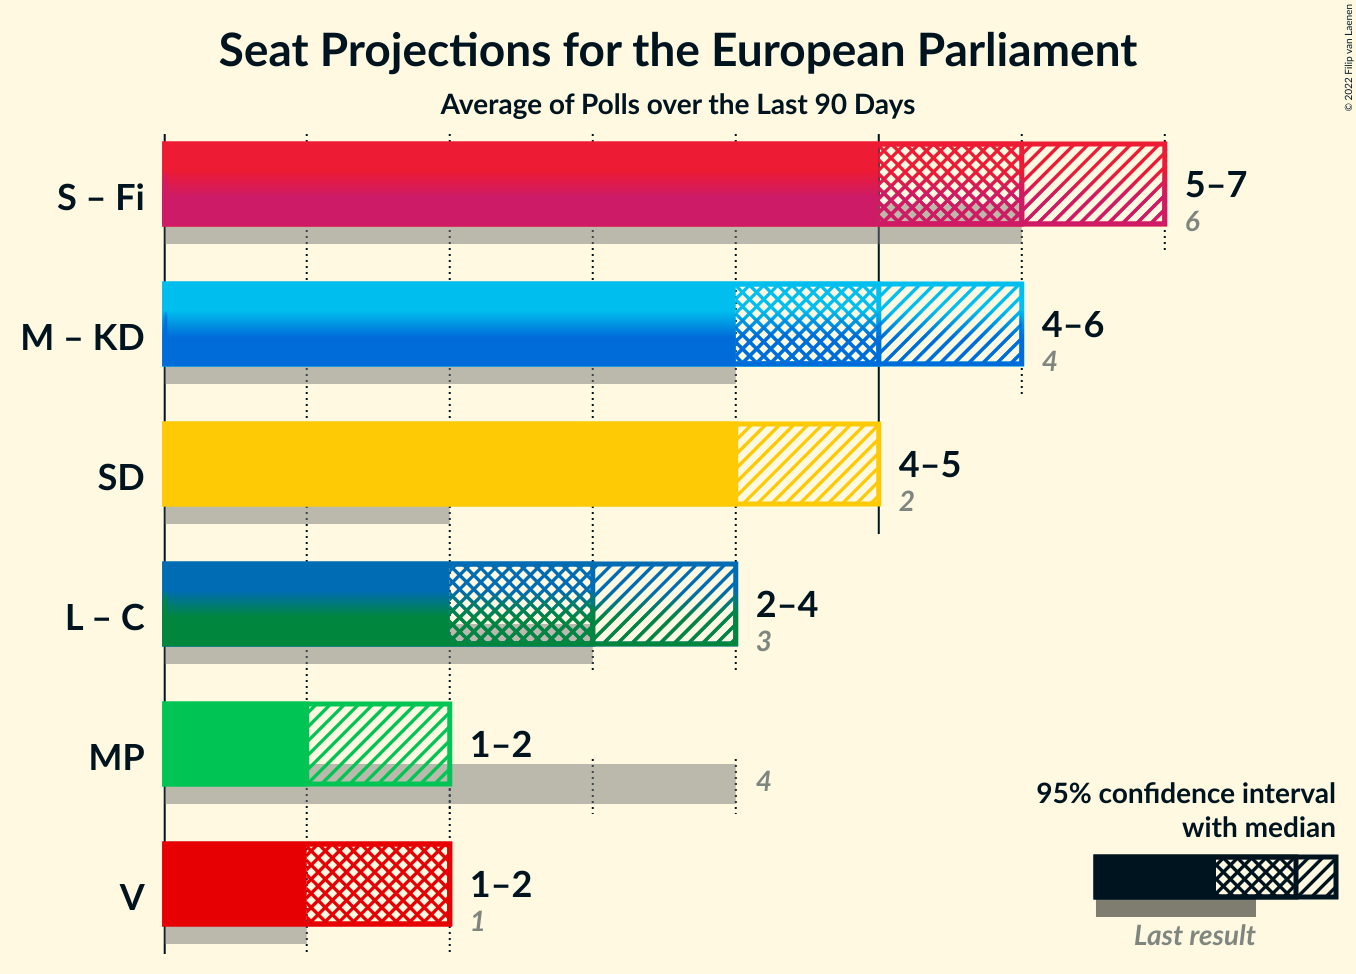 Seat Projections for the European Parliament
Average of Polls over the Last 90 Days
© 2022 Filip van Laenen
S – Fi
5–7
6
M – KD
4–6
4
SD
4–5
2
L – C
2–4
3
MP
1–2
4
V
1–2
1
95% confidence interval
with median
Last result